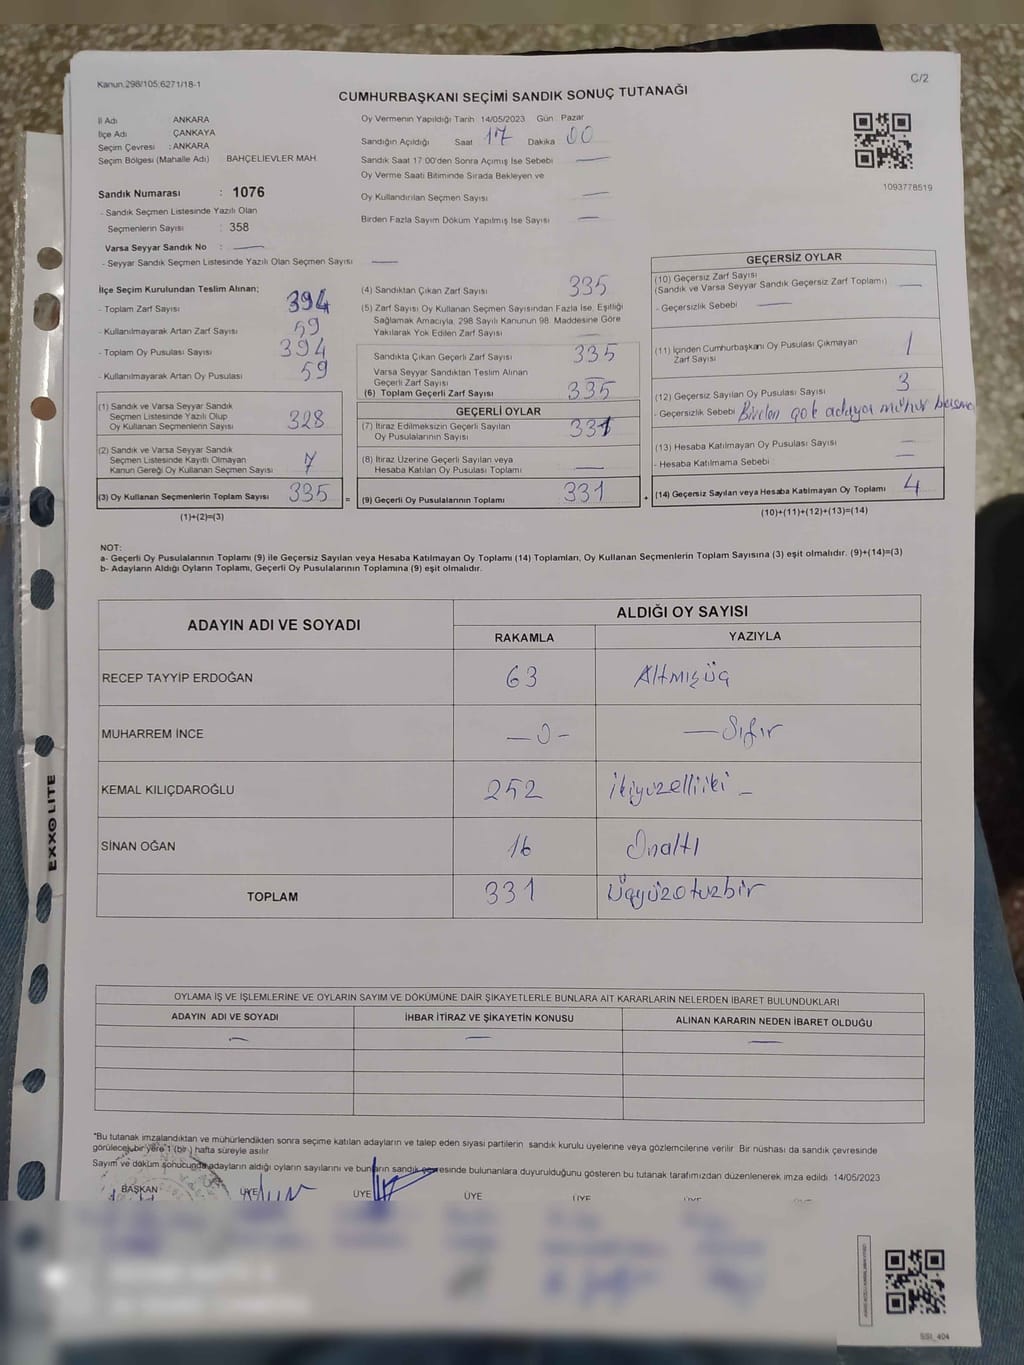 Kanun.298/105;6271/18-1
C/2
CUMHURBAŞKANI SEÇİMİ SANDIK SONUÇ TUTANAĞI
İl Adı ANKARA
İlçe Adı ÇANKAYA
Seçim Çevresi : ANKARA
Seçim Bölgesi (Mahalle Adı) BAHÇELİEVLER MAH.
Sandık Numarası : 1076
- Sandık Seçmen Listesinde Yazılı Olan
Seçmenlerin Sayısı : 358
Varsa Seyyar Sandık No : —
- Seyyar Sandık Seçmen Listesinde Yazılı Olan Seçmen Sayısı —
Oy Vermenin Yapıldığı Tarih 14/05/2023 Gün : Pazar
Sandığın Açıldığı Saat 17 Dakika 00
Sandık Saat 17:00'den Sonra Açımış İse Sebebi —
Oy Verme Saati Bitiminde Sırada Bekleyen ve
Oy Kullandırılan Seçmen Sayısı —
Birden Fazla Sayım Döküm Yapılmış İse Sayısı —
1093778519
İlçe Seçim Kurulundan Teslim Alınan;
- Toplam Zarf Sayısı 394
- Kullanılmayarak Artan Zarf Sayısı 59
- Toplam Oy Pusulası Sayısı 394
- Kullanılmayarak Artan Oy Pusulası 59
(1) Sandık ve Varsa Seyyar Sandık
Seçmen Listesinde Yazılı Olup
Oy Kullanan Seçmenlerin Sayısı 328
(2) Sandık ve Varsa Seyyar Sandık
Seçmen Listesinde Kayıtlı Olmayan
Kanun Gereği Oy Kullanan Seçmen Sayısı 7
(3) Oy Kullanan Seçmenlerin Toplam Sayısı 335 =
(1)+(2)=(3)
(4) Sandıktan Çıkan Zarf Sayısı 335
(5) Zarf Sayısı Oy Kullanan Seçmen Sayısından Fazla İse, Eşitliği
Sağlamak Amacıyla, 298 Sayılı Kanunun 98. Maddesine Göre
Yakılarak Yok Edilen Zarf Sayısı —
Sandıkta Çıkan Geçerli Zarf Sayısı 335
Varsa Seyyar Sandıktan Teslim Alınan
Geçerli Zarf Sayısı —
(6) Toplam Geçerli Zarf Sayısı 335
GEÇERLİ OYLAR
(7) İtiraz Edilmeksizin Geçerli Sayılan
Oy Pusulalarının Sayısı 331
(8) İtiraz Üzerine Geçerli Sayılan veya
Hesaba Katılan Oy Pusulası Toplamı —
(9) Geçerli Oy Pusulalarının Toplamı 331 +
GEÇERSİZ OYLAR
(10) Geçersiz Zarf Sayısı
(Sandık ve Varsa Seyyar Sandık Geçersiz Zarf Toplamı) —
- Geçersizlik Sebebi : —
(11) İçinden Cumhurbaşkanı Oy Pusulası Çıkmayan
Zarf Sayısı 1
(12) Geçersiz Sayılan Oy Pusulası Sayısı 3
- Geçersizlik Sebebi Birden çok adaya mühür
(13) Hesaba Katılmayan Oy Pusulası Sayısı —
- Hesaba Katılmama Sebebi : —
(14) Geçersiz Sayılan veya Hesaba Katılmayan Oy Toplamı 4
(10)+(11)+(12)+(13)=(14)
NOT:
a- Geçerli Oy Pusulalarının Toplamı (9) ile Geçersiz Sayılan veya Hesaba Katılmayan Oy Toplamı (14) Toplamları, Oy Kullanan Seçmenlerin Toplam Sayısına (3) eşit olmalıdır. (9)+(14)=(3)
b- Adayların Aldığı Oyların Toplamı, Geçerli Oy Pusulalarının Toplamına (9) eşit olmalıdır.
ADAYIN ADI VE SOYADI ALDIĞI OY SAYISI
RAKAMLA YAZIYLA
RECEP TAYYİP ERDOĞAN 63 Altmışüç
MUHARREM İNCE —0- —Sıfır
KEMAL KILIÇDAROĞLU 252 İkiyüzelliiki –
SİNAN OĞAN 16 Onaltı
TOPLAM 331 Üçyüzotuzbir
OYLAMA İŞ VE İŞLEMLERİNE VE OYLARIN SAYIM VE DÖKÜMÜNE DAİR ŞİKAYETLERLE BUNLARA AİT KARARLARIN NELERDEN İBARET BULUNDUKLARI
ADAYIN ADI VE SOYADI İHBAR İTİRAZ VE ŞİKAYETİN KONUSU ALINAN KARARIN NEDEN İBARET OLDUĞU
— — —
"Bu tutanak imzalandıktan ve mühürlendikten sonra seçime katılan adayların ve talep eden siyasi partilerin sandık kurulu üyelerine veya gözlemcilerine verilir. Bir nüshası da sandık çevresinde
görülecek bir yere 1 (bir ) hafta süreyle asılır
Sayım ve döküm sonucunda adayların aldığı oyların sayılarını ve bunların sandık çevresinde bulunanlara duyurulduğunu gösteren bu tutanak tarafımızdan düzenlenerek imza edildi. 14/05/2023
BAŞKAN ÜYE ÜYE ÜYE ÜYE ÜYE
EXXOLITE
SSI_404